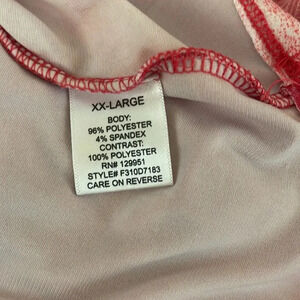 XX-LARGE
BODY:
96% POLYESTER
4% SPANDEX
CONTRAST:
100% POLYESTER
RN# 129951
STYLE# F310D7183
CARE ON REVERSE